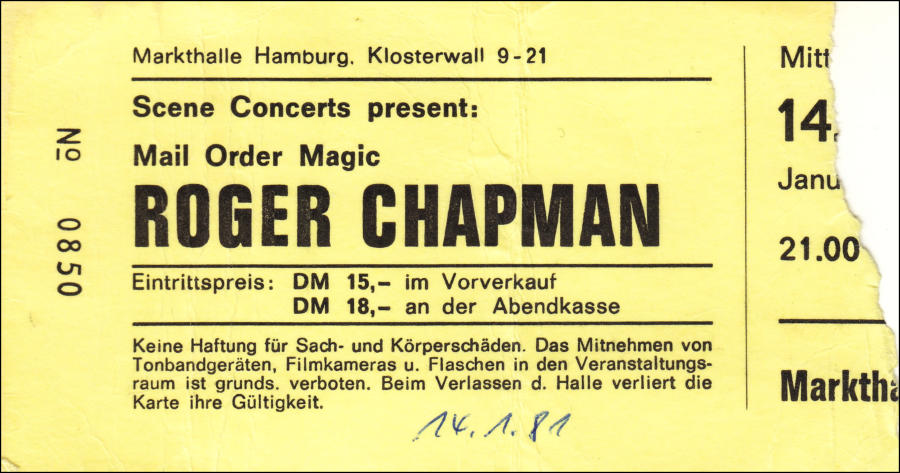 Markthalle Hamburg, Klosterwall 9-21
Scene Concerts present:
Mail Order Magic
ROGER CHAPMAN
Eintrittspreis: DM 15,– im Vorverkauf
DM 18,– an der Abendkasse
Keine Haftung für Sach- und Körperschäden. Das Mitnehmen von
Tonbandgeräten, Filmkameras u. Flaschen in den Veranstaltungs-
raum ist grunds. verboten. Beim Verlassen d. Halle verliert die
Karte ihre Gültigkeit.
14.1.81
Nº 0850
Mitt
14.
Janu
21.00
Marktha